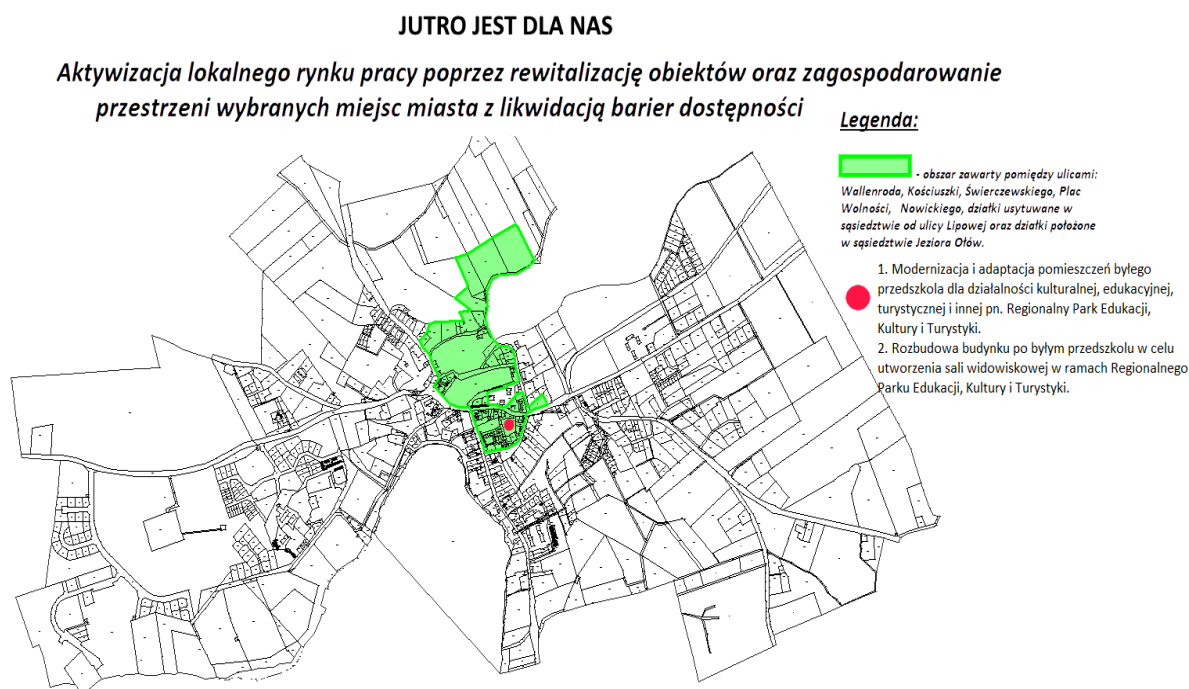 JUTRO JEST DLA NAS
Aktywizacja lokalnego rynku pracy poprzez rewitalizację obiektów oraz zagospodarowanie
przestrzeni wybranych miejsc miasta z likwidacją barier dostępności
Legenda:
- obszar zawarty pomiędzy ulicami:
Wallenroda, Kościuszki, Świerczewskiego, Plac
Wolności, Nowickiego, działki usytuwane w
sąsiedztwie od ulicy Lipowej oraz działki położone
w sąsiedztwie Jeziora Ołów.
1. Modernizacja i adaptacja pomieszczeń byłego
przedszkola dla działalności kulturalnej, edukacyjnej,
turystycznej i innej pn. Regionalny Park Edukacji,
Kultury i Turystyki.
2. Rozbudowa budynku po byłym przedszkolu w celu
utworzenia sali widowiskowej w ramach Regionalnego
Parku Edukacji, Kultury i Turystyki.